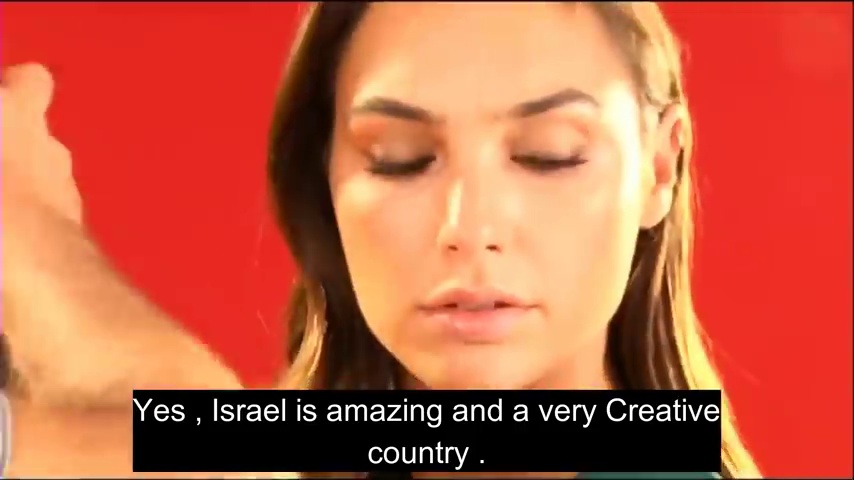 Yes , Israel is amazing and a very Creative
country .